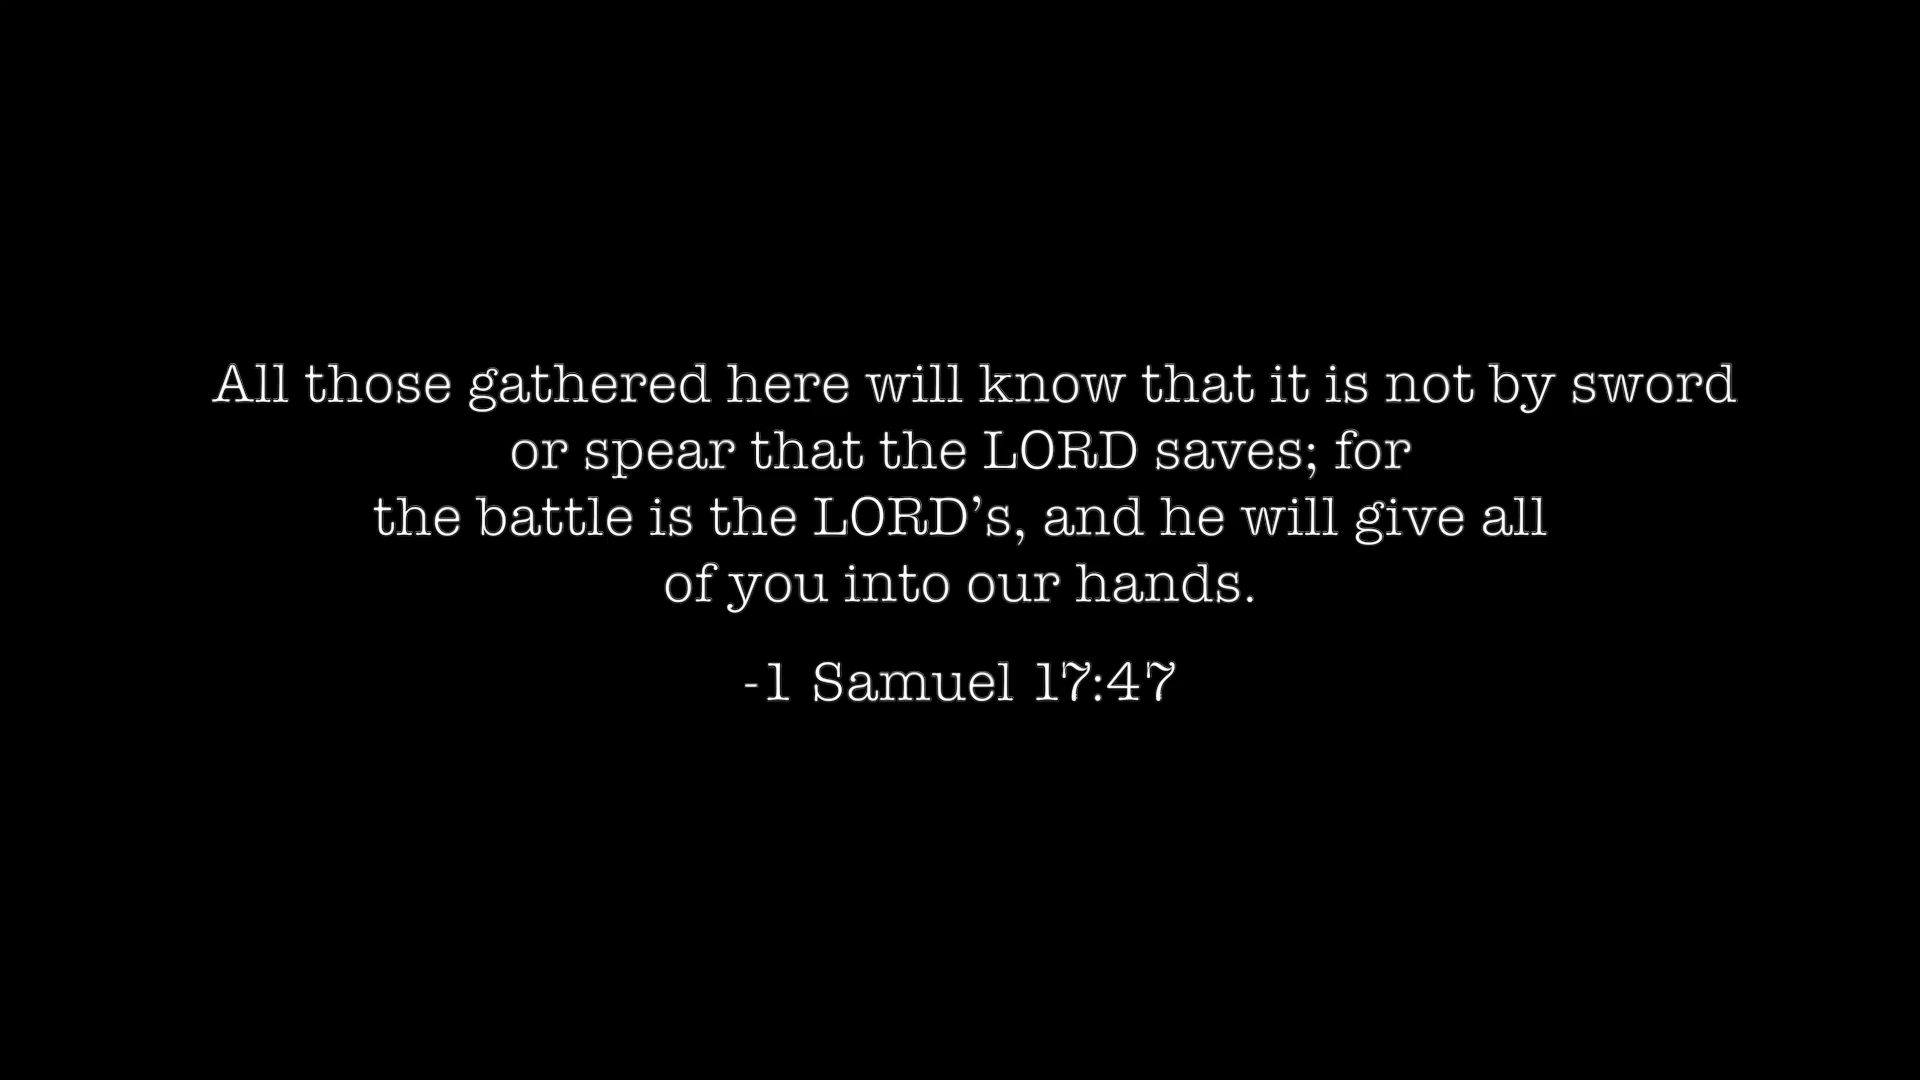 All those gathered here will know that it is not by sword
or spear that the LORD saves; for
the battle is the LORD’s, and he will give all
of you into our hands.
-1 Samuel 17:47